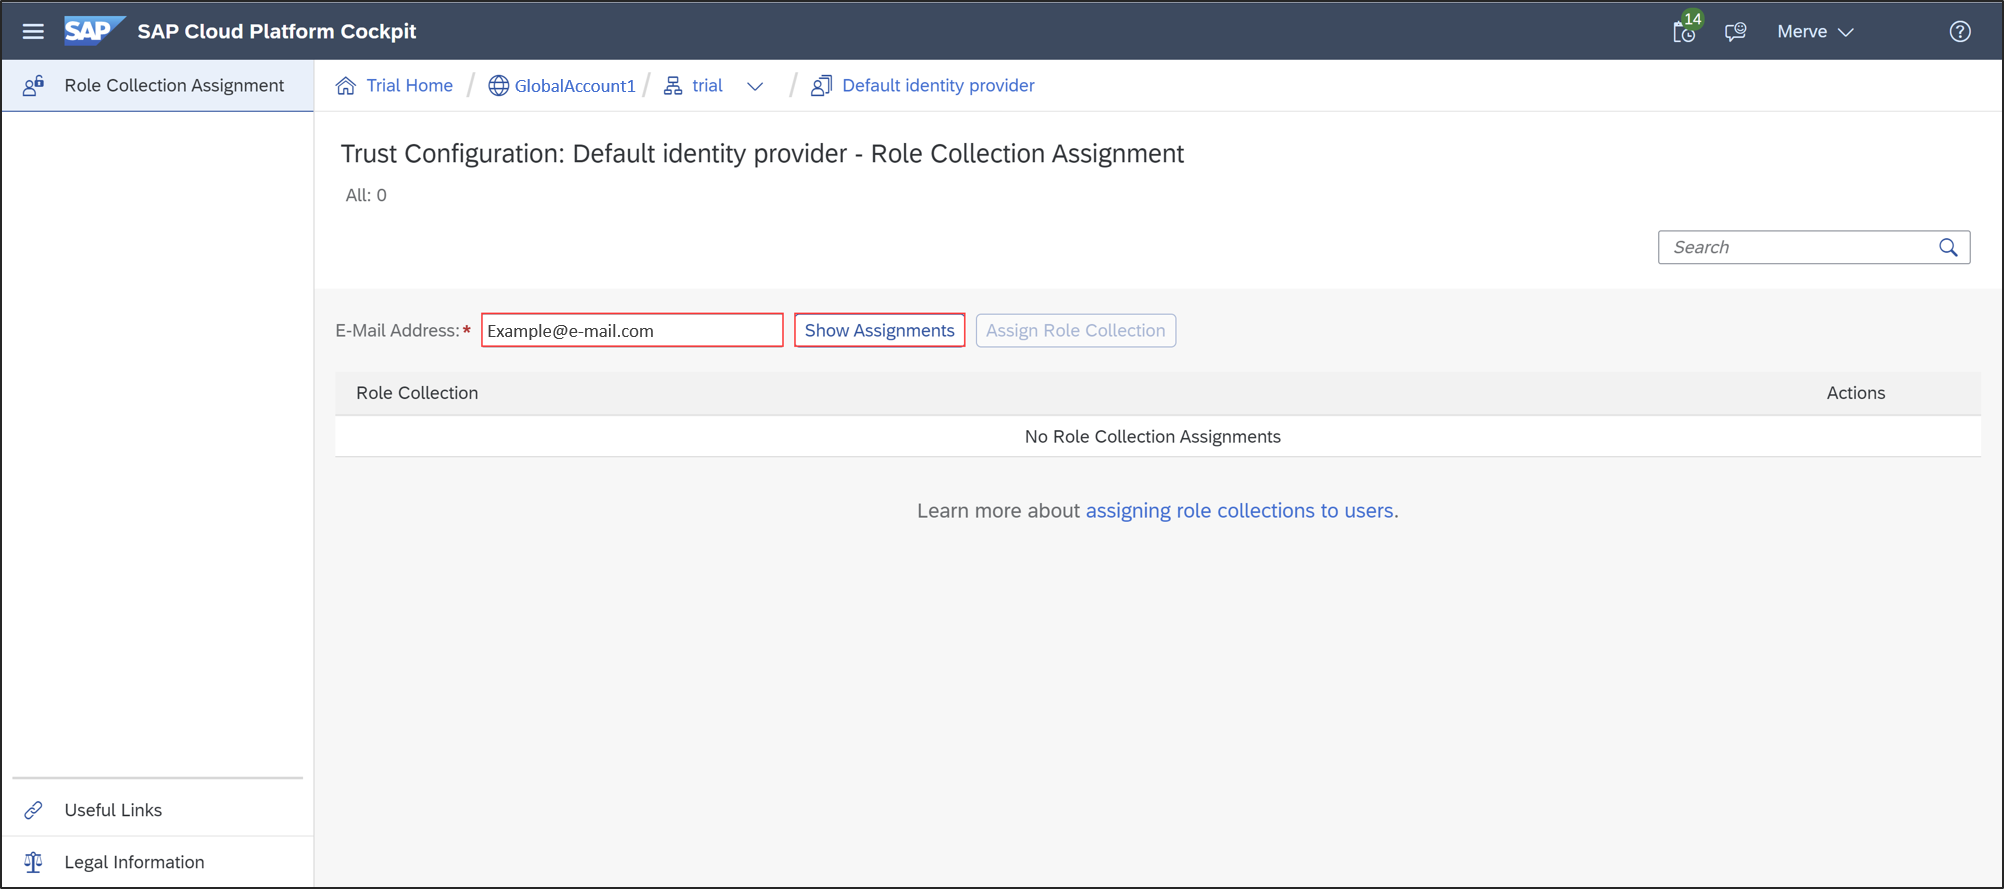 SAP SAP Cloud Platform Cockpit 14 Merve
Role Collection Assignment
Trial Home / GlobalAccount1 / trial / Default identity provider
Trust Configuration: Default identity provider - Role Collection Assignment
All: 0
Search
E-Mail Address:* Example@e-mail.com Show Assignments Assign Role Collection
Role Collection Actions
No Role Collection Assignments
Learn more about assigning role collections to users.
Useful Links
Legal Information